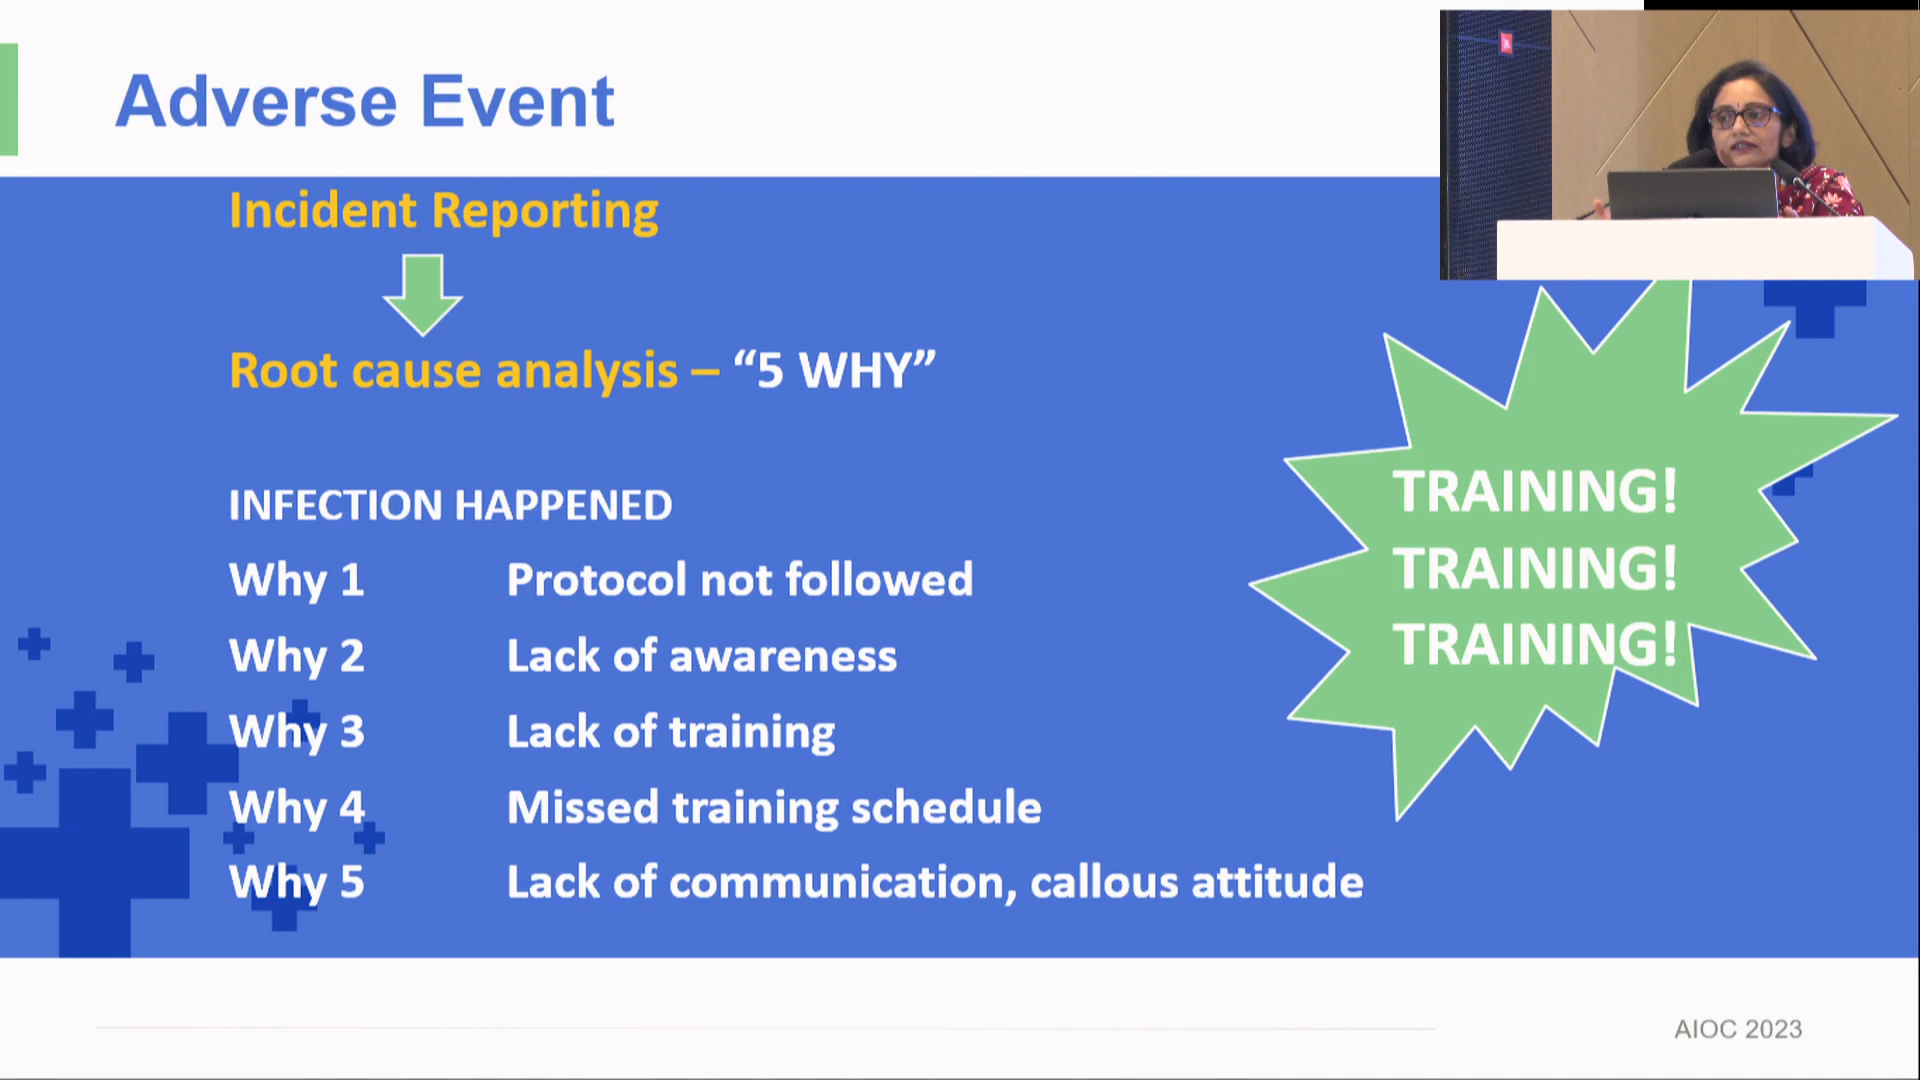 Adverse Event
Incident Reporting
Root cause analysis – “5 WHY”
INFECTION HAPPENED
Why 1 Protocol not followed
Why 2 Lack of awareness
Why 3 Lack of training
Why 4 Missed training schedule
Why 5 Lack of communication, callous attitude
TRAINING!
TRAINING!
TRAINING!
AIOC 2023